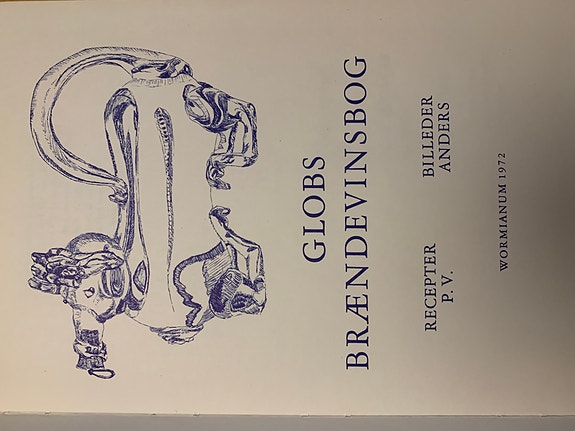 GLOBS
BRÆNDEVINSBOG
RECEPTER
P. V.
BILLEDER
ANDERS
WORMIANUM 1972